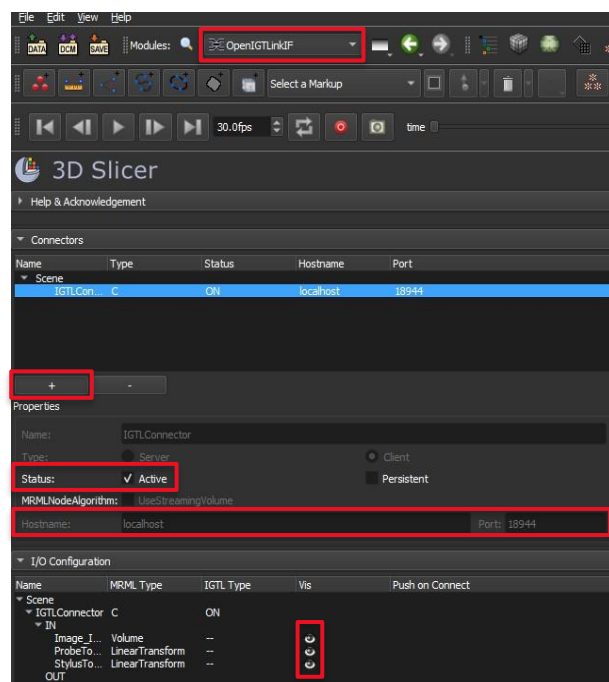 File Edit View Help
DATA DCM SAVE Modules: OpenIGTLinkIF
Select a Markup
30.0fps time
3D Slicer
Help & Acknowledgement
Connectors
Name Type Status Hostname Port
Scene
IGTLCon... C ON localhost 18944
+ -
Properties
Name: IGTLConnector
Type: Server Client
Status: Active Persistent
MRMLNodeAlgorithm: UseStreamingVolume
Hostname: localhost Port: 18944
I/O Configuration
Name MRML Type IGTL Type Vis Push on Connect
Scene
IGTLConnector C ON
IN
Image_I... Volume --
ProbeTo... LinearTransform --
StylusTo... LinearTransform --
OUT